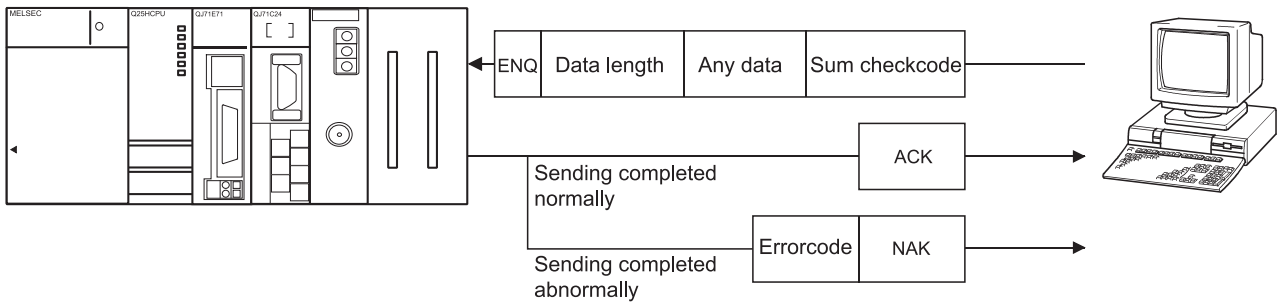 MELSEC
Q25HCPU
QJ71E71
QJ71C24
ENQ
Data length
Any data
Sum checkcode
ACK
Sending completed
normally
Errorcode
NAK
Sending completed
abnormally